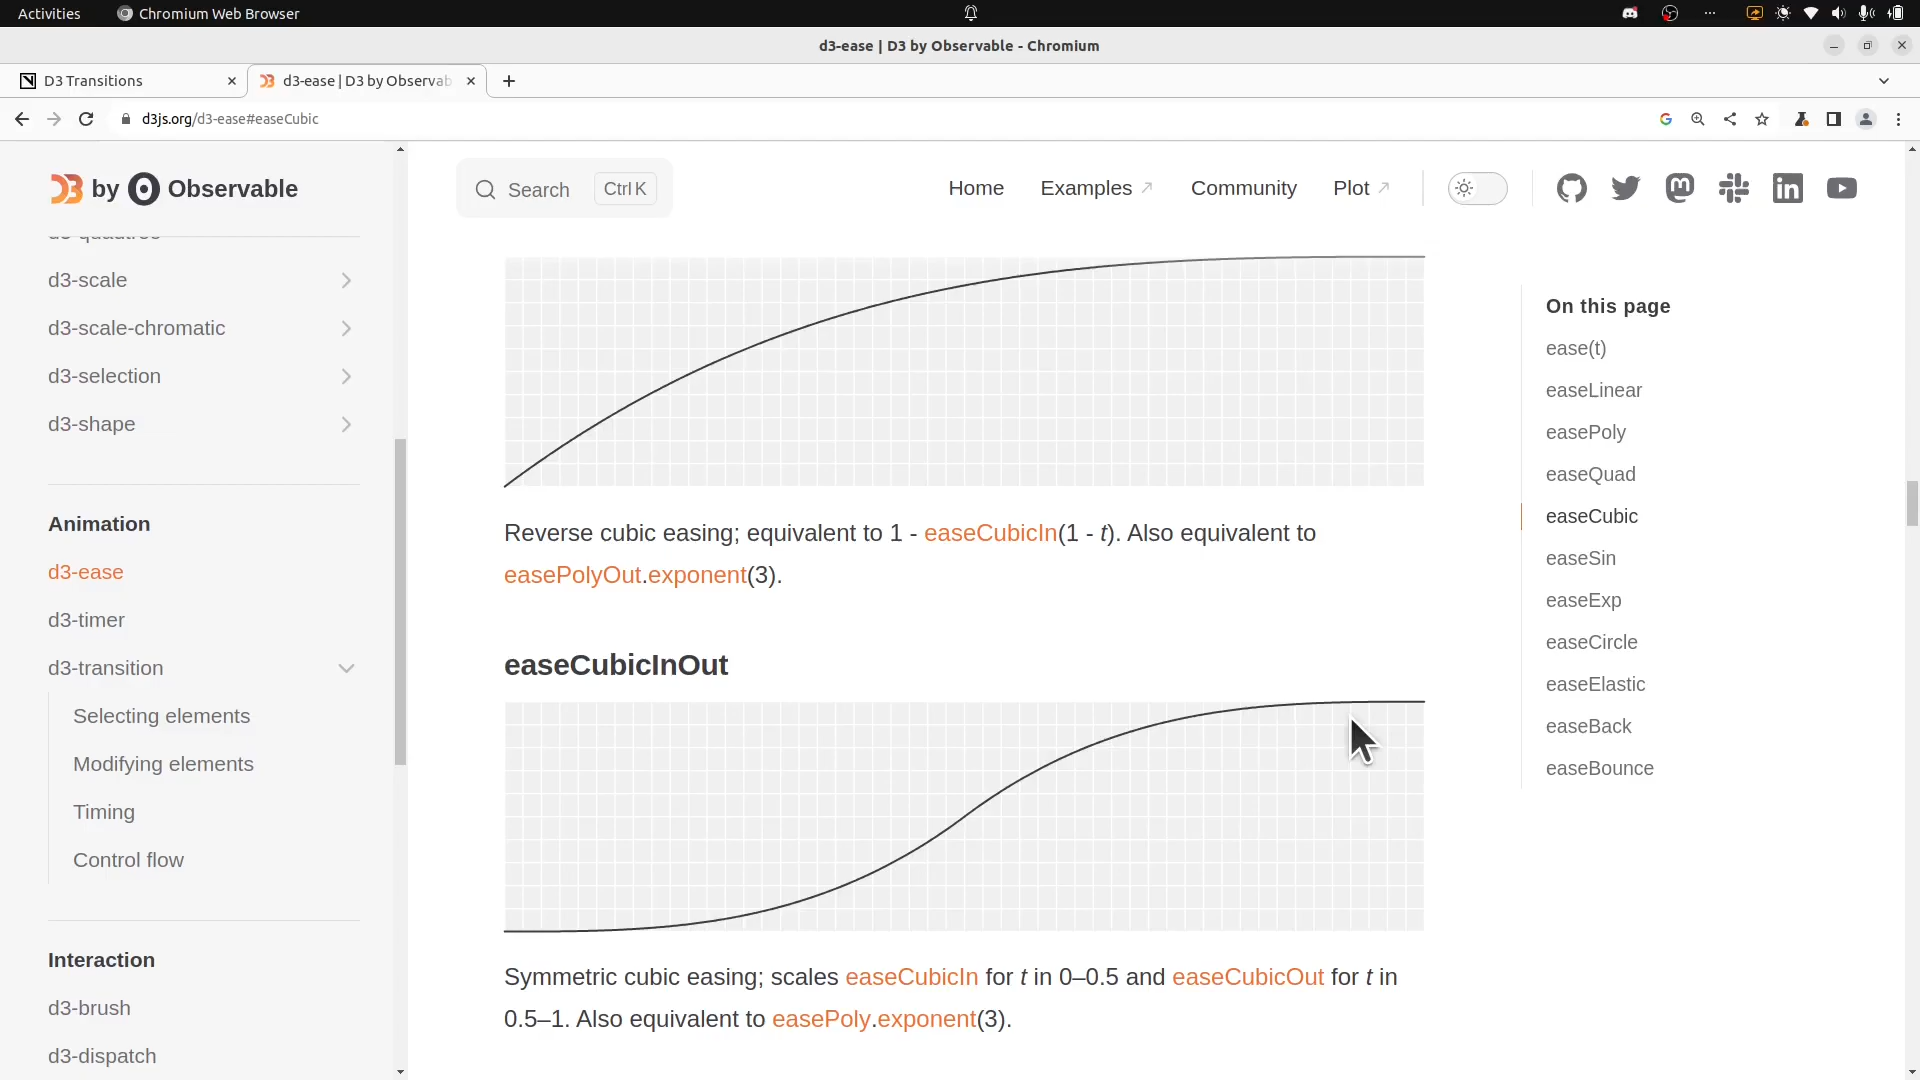 Activities
Chromium Web Browser
d3-ease | D3 by Observable - Chromium
D3 Transitions
d3-ease | D3 by Observab
d3js.org/d3-ease#easeCubic
by Observable
Search
Ctrl K
Home
Examples
Community
Plot
d3-quadtree
d3-scale
d3-scale-chromatic
d3-selection
d3-shape
Animation
d3-ease
d3-timer
d3-transition
Selecting elements
Modifying elements
Timing
Control flow
Interaction
d3-brush
d3-dispatch
Reverse cubic easing; equivalent to 1 - easeCubicIn(1 - t). Also equivalent to
easePolyOut.exponent(3).
easeCubicInOut
Symmetric cubic easing; scales easeCubicIn for t in 0–0.5 and easeCubicOut for t in
0.5–1. Also equivalent to easePoly.exponent(3).
On this page
ease(t)
easeLinear
easePoly
easeQuad
easeCubic
easeSin
easeExp
easeCircle
easeElastic
easeBack
easeBounce